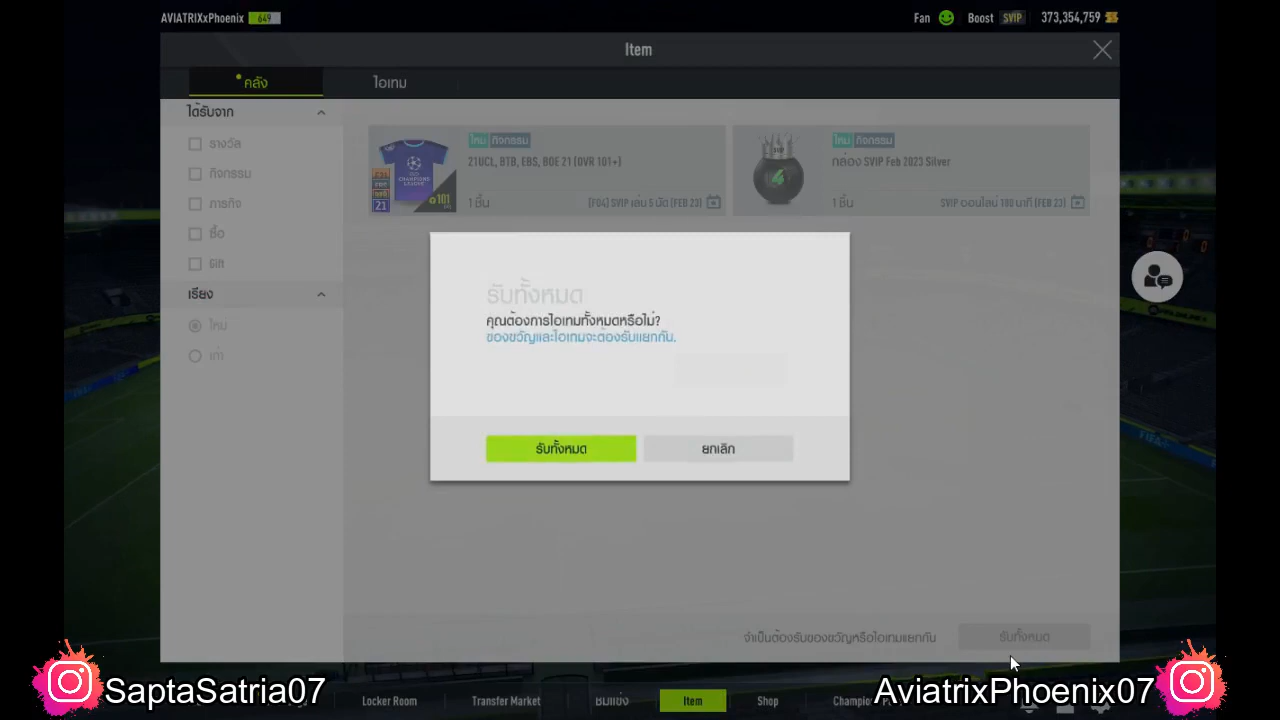 AVIATRIXxPhoenix 649
Fan Boost SVIP 373,354,759
Item
คลัง ไอเทม
ได้รับจาก
รางวัล
กิจกรรม
ภารกิจ
ซื้อ
Gift
เรียง
ใหม่
เก่า
ใหม่ กิจกรรม
21UCL, BTB, EBS, BOE 21 [OVR 101+]
1 ชิ้น [FO4] SVIP เล่น 5 นัด [FEB 23]
ใหม่ กิจกรรม
กล่อง SVIP Feb 2023 Silver
1 ชิ้น SVIP ออนไลน์ 180 นาที [FEB 23]
CHAMPIONS
LEAGUE
21
101
รับทั้งหมด
คุณต้องการไอเทมทั้งหมดหรือไม่?
ของขวัญและไอเทมจะต้องรับแยกกัน.
รับทั้งหมด ยกเลิก
จำเป็นต้องรับของขวัญหรือไอเทมแยกกัน รับทั้งหมด
Locker Room Transfer Market ชมแข่ง Item Shop
SaptaSatria07
AviatrixPhoenix07